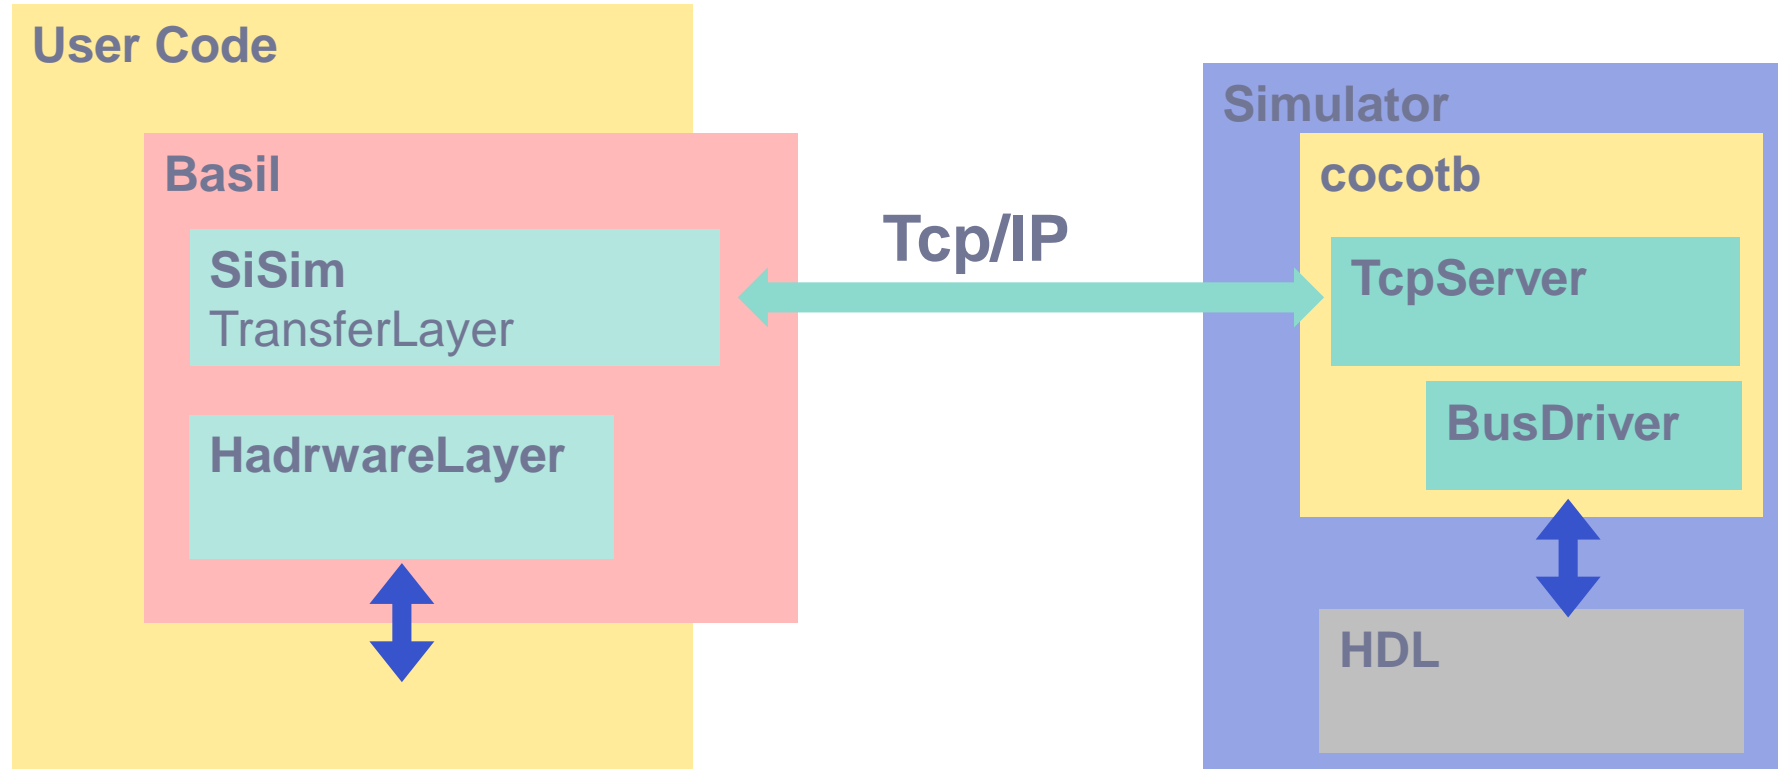 User Code
Basil
SiSim
TransferLayer
HadrwareLayer
Tcp/IP
Simulator
cocotb
TcpServer
BusDriver
HDL